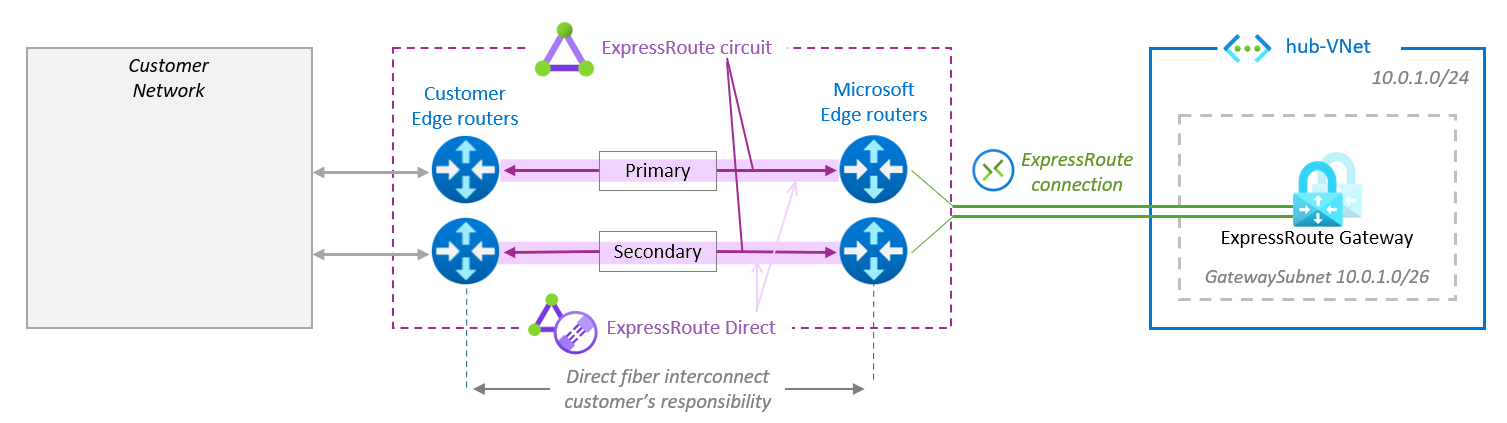 Customer
Network
ExpressRoute circuit
Customer
Edge routers
Microsoft
Edge routers
Primary
Secondary
ExpressRoute Direct
Direct fiber interconnect
customer's responsibility
ExpressRoute
connection
hub-VNet
10.0.1.0/24
ExpressRoute Gateway
GatewaySubnet 10.0.1.0/26